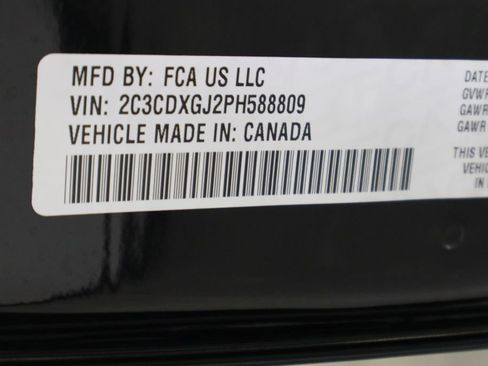 MFD BY: FCA US LLC
VIN: 2C3CDXGJ2PH588809
VEHICLE MADE IN: CANADA
DATE
GVWR
GAWR
GAWR
THIS VE
VEHIC
IN